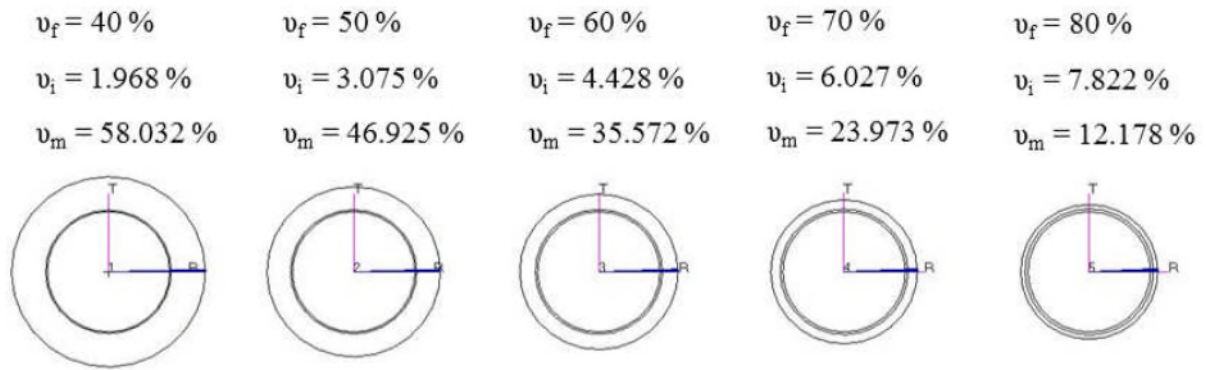 υf = 40 % υf = 50 % υf = 60 % υf = 70 % υf = 80 %
υi = 1.968 % υi = 3.075 % υi = 4.428 % υi = 6.027 % υi = 7.822 %
υm = 58.032 % υm = 46.925 % υm = 35.572 % υm = 23.973 % υm = 12.178 %
T T T T T
1 R 2 R 3 R 4 R 5 R